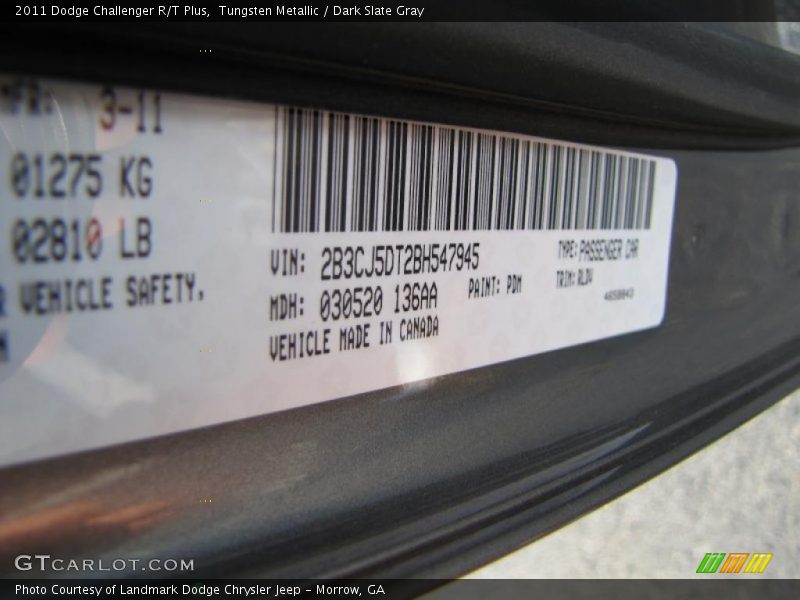 2011 Dodge Challenger R/T Plus, Tungsten Metallic / Dark Slate Gray
3-11
01275 KG
02810 LB
VEHICLE SAFETY.
VIN: 2B3CJ5DT2BH547945
TYPE: PASSENGER CAR
MDH: 030520 136AA
PAINT: PDM
TRIM: RLDV
VEHICLE MADE IN CANADA
GTCARLOT.COM
Photo Courtesy of Landmark Dodge Chrysler Jeep - Morrow, GA